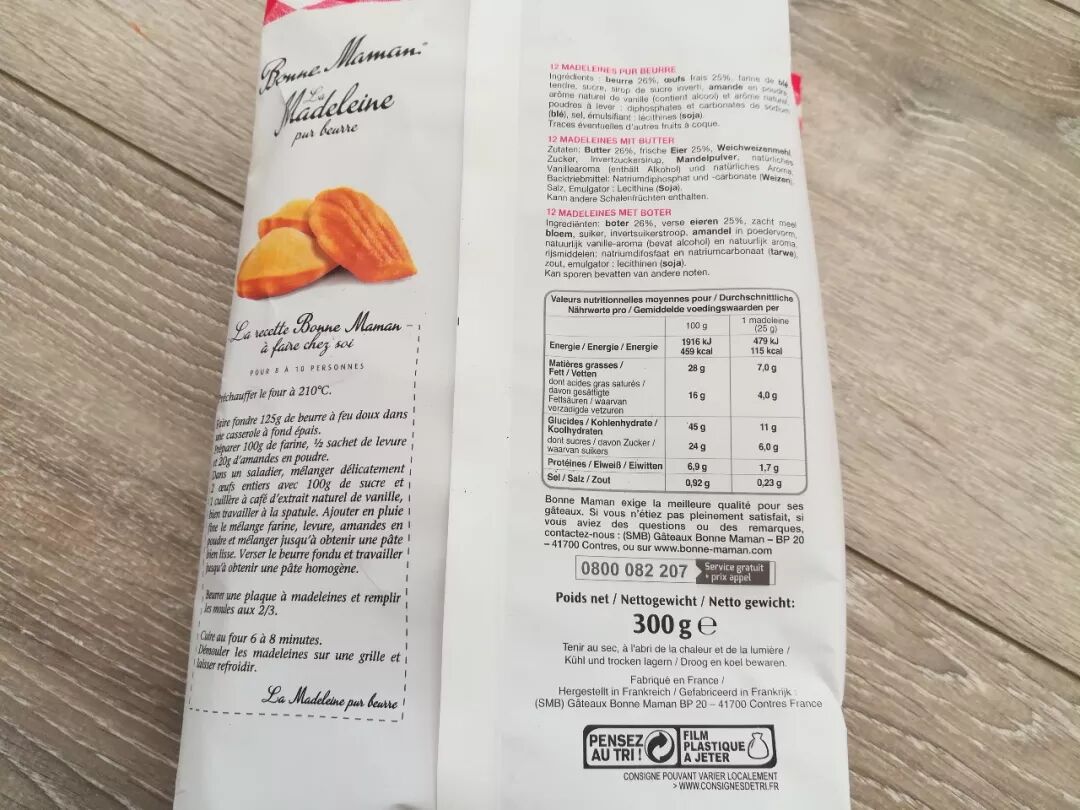 Bonne Maman
La
Madeleine
pur beurre
La recette Bonne Maman
à faire chez soi
POUR 8 À 10 PERSONNES
Préchauffer le four à 210°C.
Faire fondre 125g de beurre à feu doux dans
une casserole à fond épais.
Préparer 100g de farine, ½ sachet de levure
et 20g d'amandes en poudre.
Dans un saladier, mélanger délicatement
2 œufs entiers avec 100g de sucre et
1 cuillère à café d'extrait naturel de vanille,
bien travailler à la spatule. Ajouter en pluie
fine le mélange farine, levure, amandes en
poudre et mélanger jusqu'à obtenir une pâte
bien lisse. Verser le beurre fondu et travailler
jusqu'à obtenir une pâte homogène.
Beurrer une plaque à madeleines et remplir
les moules aux 2/3.
Cuire au four 6 à 8 minutes.
Démouler les madeleines sur une grille et
laisser refroidir.
La Madeleine pur beurre
12 MADELEINES PUR BEURRE
Ingrédients : beurre 26%, œufs frais 25%, farine de blé
tendre, sucre, sirop de sucre inverti, amande en poudre
arôme naturel de vanille (contient alcool) et arôme naturel,
poudres à lever : diphosphates et carbonates de sodium
(blé), sel, émulsifiant : lécithines (soja).
Traces éventuelles d'autres fruits à coque.
12 MADELEINES MIT BUTTER
Zutaten: Butter 26%, frische Eier 25%, Weichweizenmehl
Zucker, Invertzuckersirup, Mandelpulver, natürliches
Vanillearoma (enthält Alkohol) und natürliches Aroma,
Backtriebmittel: Natriumdiphosphat und -carbonate (Weizen),
Salz, Emulgator : Lecithine (Soja).
Kann andere Schalenfrüchten enthalten.
12 MADELEINES MET BOTER
Ingrediënten: boter 26%, verse eieren 25%, zacht meel
bloem, suiker, invertsuikerstroop, amandel in poedervorm,
natuurlijk vanille-aroma (bevat alcohol) en natuurlijk aroma,
rijsmiddelen: natriumdifosfaat en natriumcarbonaat (tarwe),
zout, emulgator : lecithinen (soja).
Kan sporen bevatten van andere noten.
Valeurs nutritionnelles moyennes pour / Durchschnittliche
Nährwerte pro / Gemiddelde voedingswaarden per
100 g 1 madeleine
(25 g)
Energie / Energie / Energie 1916 kJ 479 kJ
459 kcal 115 kcal
Matières grasses /
Fett / Vetten 28 g 7,0 g
dont acides gras saturés /
davon gesättigte
Fettsäuren / waarvan
verzadigde vetzuren 16 g 4,0 g
Glucides / Kohlenhydrate /
Koolhydraten 45 g 11 g
dont sucres / davon Zucker /
waarvan suikers 24 g 6,0 g
Protéines / Eiweiß / Eiwitten 6,9 g 1,7 g
Sel / Salz / Zout 0,92 g 0,23 g
Bonne Maman exige la meilleure qualité pour ses
gâteaux. Si vous n'étiez pas pleinement satisfait, si
vous aviez des questions ou des remarques,
contactez-nous : (SMB) Gâteaux Bonne Maman – BP 20
– 41700 Contres, ou sur www.bonne-maman.com
0800 082 207 Service gratuit
+ prix appel
Poids net / Nettogewicht / Netto gewicht:
300 g e
Tenir au sec, à l'abri de la chaleur et de la lumière /
Kühl und trocken lagern / Droog en koel bewaren.
Fabriqué en France /
Hergestellt in Frankreich / Gefabriceerd in Frankrijk :
(SMB) Gâteaux Bonne Maman BP 20 – 41700 Contres France
PENSEZ
AU TRI !
FILM
PLASTIQUE
À JETER
CONSIGNE POUVANT VARIER LOCALEMENT
> WWW.CONSIGNESDETRI.FR